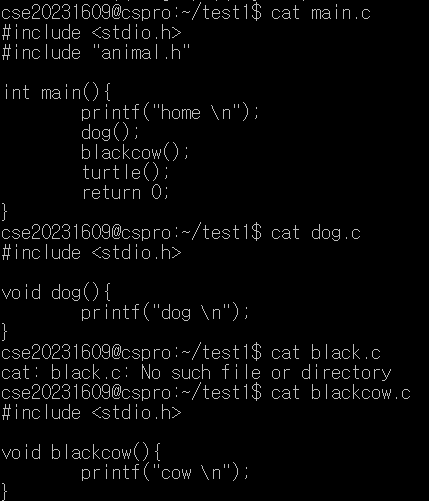 cse20231609@cspro:~/test1$ cat main.c
#include <stdio.h>
#include "animal.h"

int main(){
        printf("home \n");
        dog();
        blackcow();
        turtle();
        return 0;
}
cse20231609@cspro:~/test1$ cat dog.c
#include <stdio.h>

void dog(){
        printf("dog \n");
}
cse20231609@cspro:~/test1$ cat black.c
cat: black.c: No such file or directory
cse20231609@cspro:~/test1$ cat blackcow.c
#include <stdio.h>

void blackcow(){
        printf("cow \n");
}